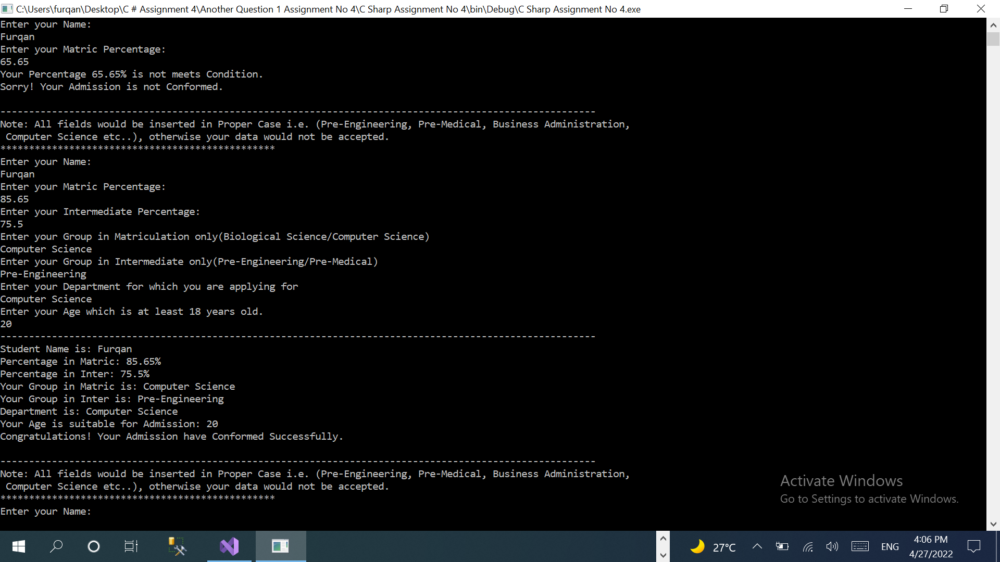 C:\Users\furqan\Desktop\C # Assignment 4\Another Question 1 Assignment No 4\C Sharp Assignment No 4\bin\Debug\C Sharp Assignment No 4.exe
Enter your Name:
Furqan
Enter your Matric Percentage:
65.65
Your Percentage 65.65% is not meets Condition.
Sorry! Your Admission is not Conformed.
--------------------------------------------------------------------------------------------------------
Note: All fields would be inserted in Proper Case i.e. (Pre-Engineering, Pre-Medical, Business Administration,
Computer Science etc..), otherwise your data would not be accepted.
************************************************
Enter your Name:
Furqan
Enter your Matric Percentage:
85.65
Enter your Intermediate Percentage:
75.5
Enter your Group in Matriculation only(Biological Science/Computer Science)
Computer Science
Enter your Group in Intermediate only(Pre-Engineering/Pre-Medical)
Pre-Engineering
Enter your Department for which you are applying for
Computer Science
Enter your Age which is at least 18 years old.
20
--------------------------------------------------------------------------------------------------------
Student Name is: Furqan
Percentage in Matric: 85.65%
Percentage in Inter: 75.5%
Your Group in Matric is: Computer Science
Your Group in Inter is: Pre-Engineering
Department is: Computer Science
Your Age is suitable for Admission: 20
Congratulations! Your Admission have Conformed Successfully.
--------------------------------------------------------------------------------------------------------
Note: All fields would be inserted in Proper Case i.e. (Pre-Engineering, Pre-Medical, Business Administration,
Computer Science etc..), otherwise your data would not be accepted.
************************************************
Enter your Name:
Activate Windows
Go to Settings to activate Windows.
27°C
ENG
4:06 PM
4/27/2022